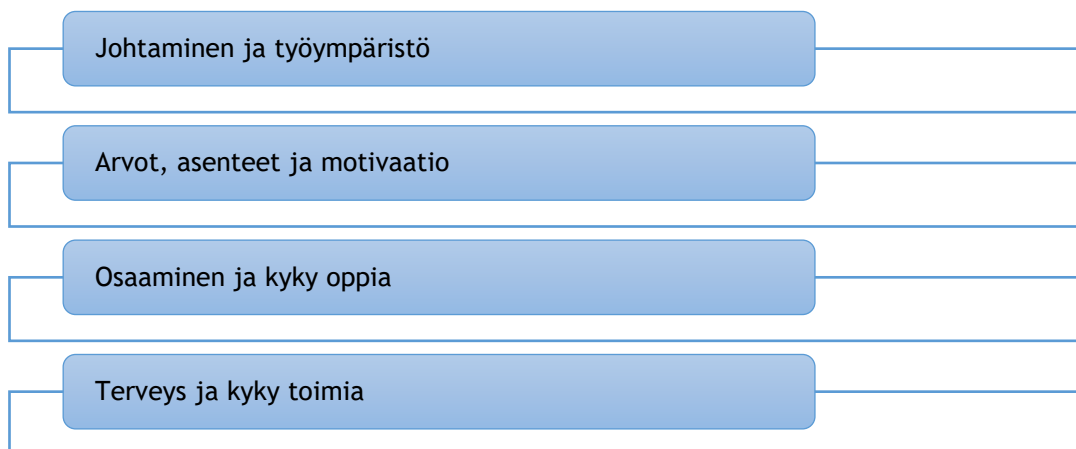 Johtaminen ja työympäristö
Arvot, asenteet ja motivaatio
Osaaminen ja kyky oppia
Terveys ja kyky toimia